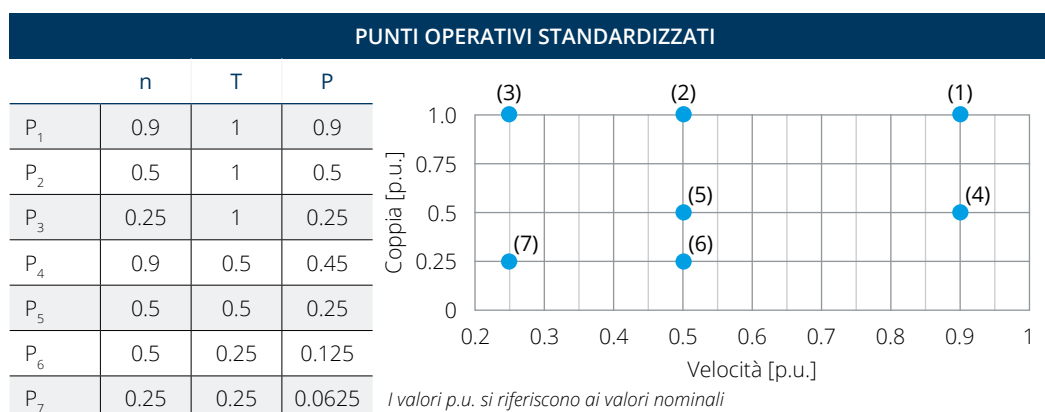 PUNTI OPERATIVI STANDARDIZZATI
n T P
P1 0.9 1 0.9
P2 0.5 1 0.5
P3 0.25 1 0.25
P4 0.9 0.5 0.45
P5 0.5 0.5 0.25
P6 0.5 0.25 0.125
P7 0.25 0.25 0.0625
(3) (2) (1)
1.0
0.75
(5) (4)
0.5
(7) (6)
0.25
0
Coppia [p.u.]
0.2 0.3 0.4 0.5 0.6 0.7 0.8 0.9 1
Velocità [p.u.]
I valori p.u. si riferiscono ai valori nominali